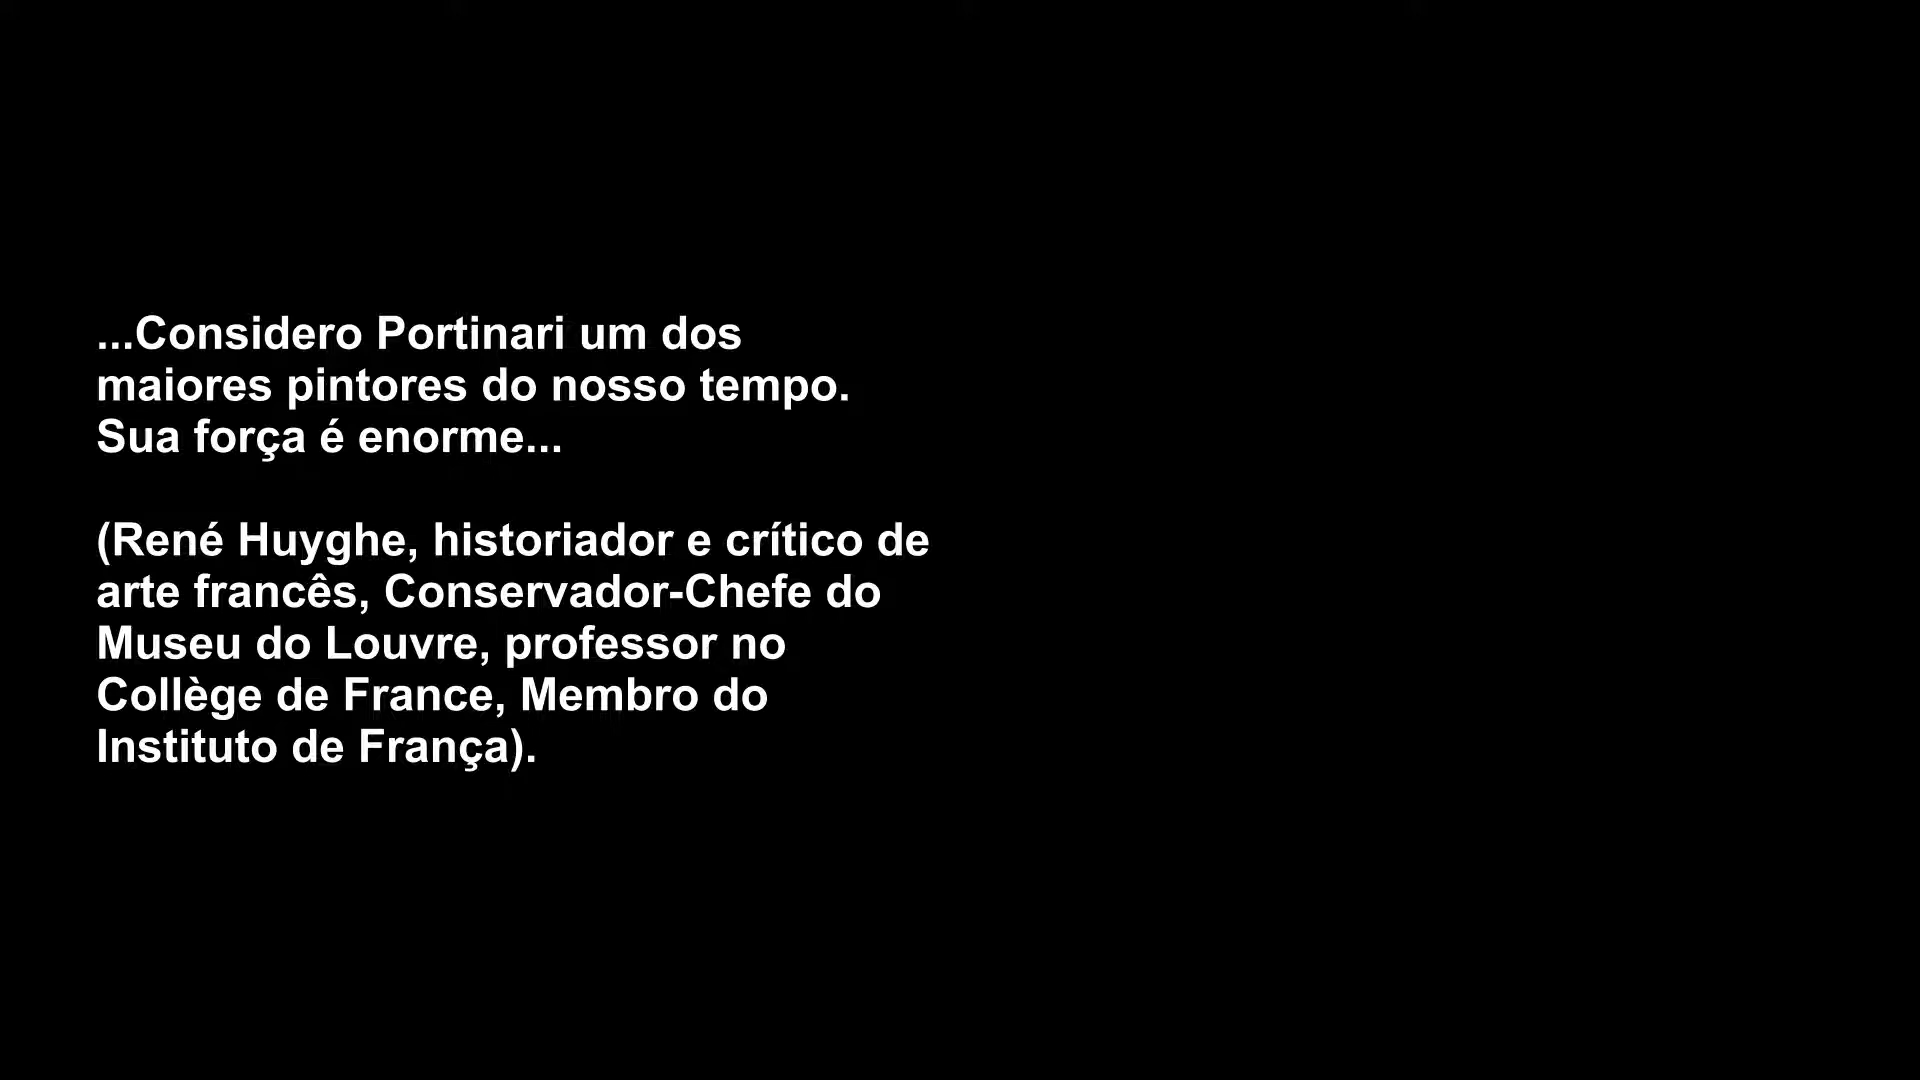 ...Considero Portinari um dos
maiores pintores do nosso tempo.
Sua força é enorme...
(René Huyghe, historiador e crítico de
arte francês, Conservador-Chefe do
Museu do Louvre, professor no
Collège de France, Membro do
Instituto de França).